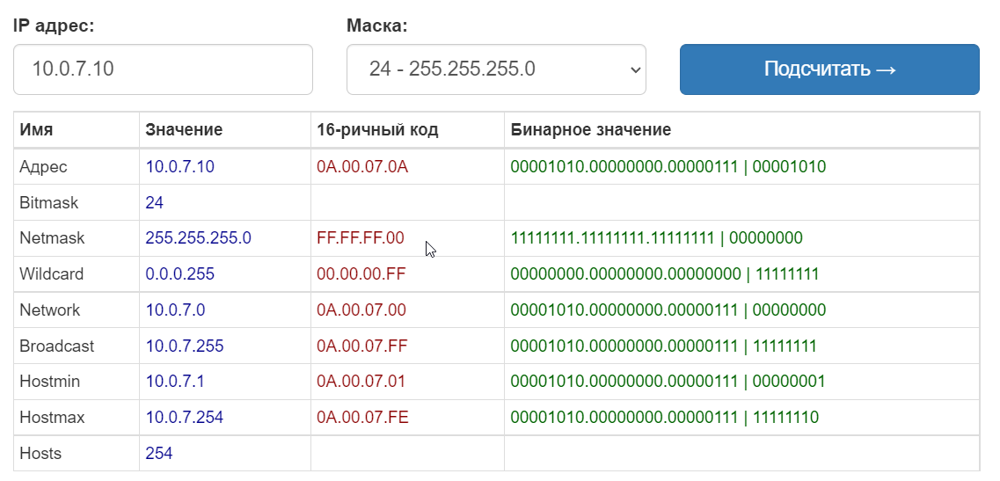 IP адрес: Маска:
10.0.7.10 24 - 255.255.255.0 Подсчитать →
Имя Значение 16-ричный код Бинарное значение
Адрес 10.0.7.10 0A.00.07.0A 00001010.00000000.00000111 | 00001010
Bitmask 24
Netmask 255.255.255.0 FF.FF.FF.00 11111111.11111111.11111111 | 00000000
Wildcard 0.0.0.255 00.00.00.FF 00000000.00000000.00000000 | 11111111
Network 10.0.7.0 0A.00.07.00 00001010.00000000.00000111 | 00000000
Broadcast 10.0.7.255 0A.00.07.FF 00001010.00000000.00000111 | 11111111
Hostmin 10.0.7.1 0A.00.07.01 00001010.00000000.00000111 | 00000001
Hostmax 10.0.7.254 0A.00.07.FE 00001010.00000000.00000111 | 11111110
Hosts 254